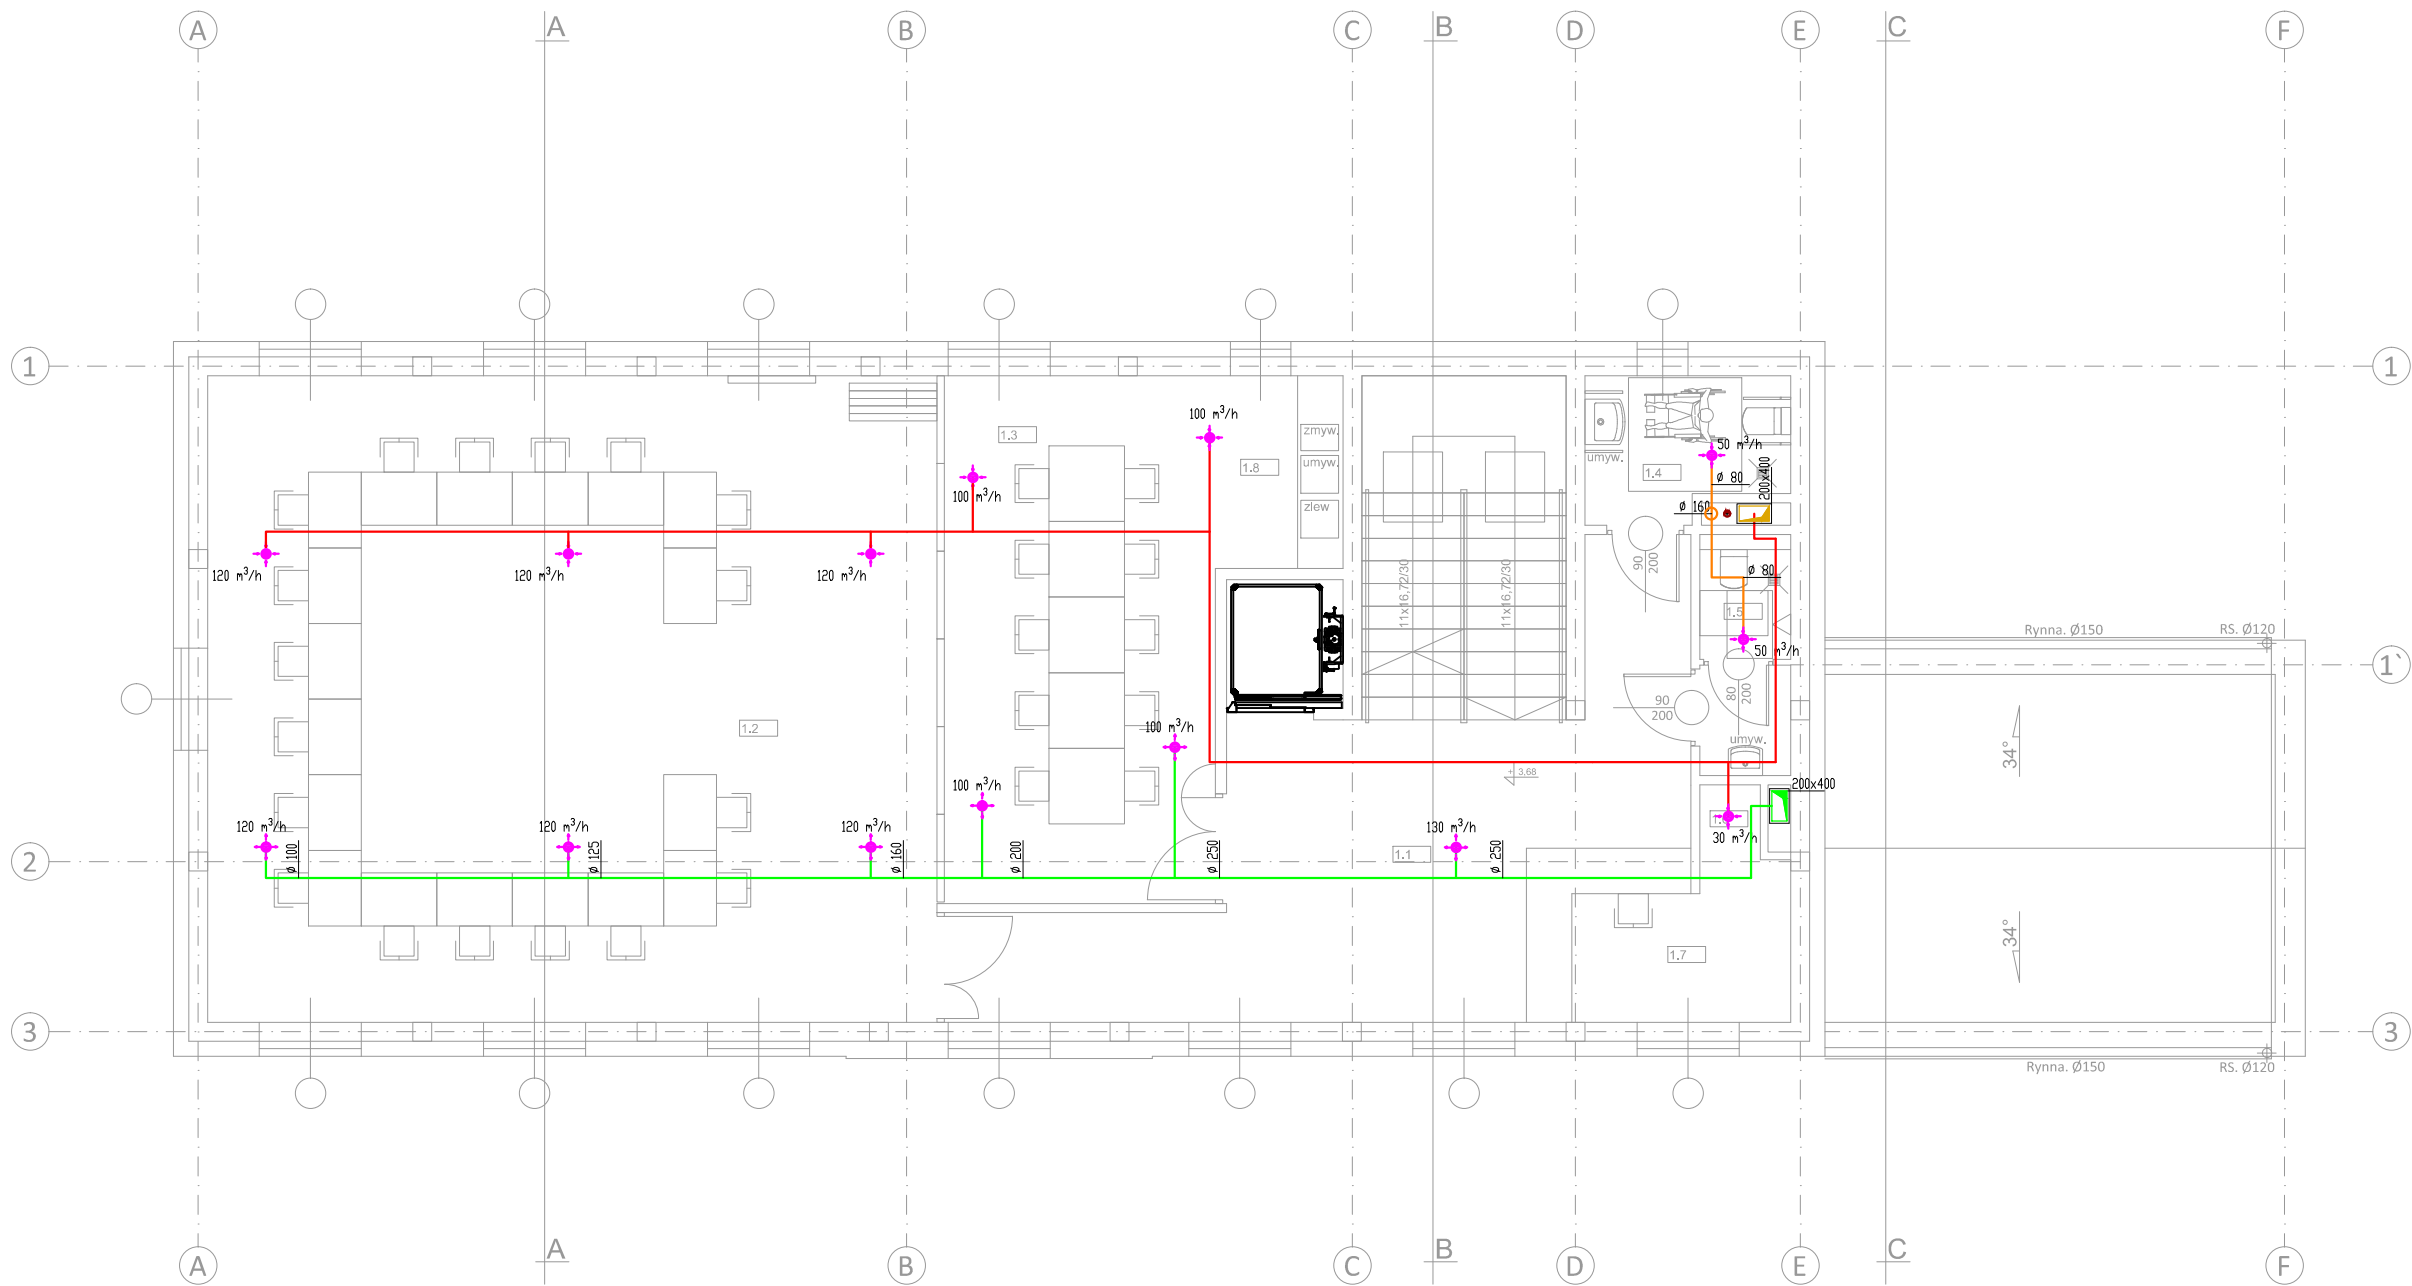 A
A
B
C
B
D
E
C
F
1
1
100 m³/h
1.3
zmyw.
50 m³/h
umyw.
umyw.
1.8
1.4
Ø 80
200x400
100 m³/h
zlew
Ø 160
120 m³/h
120 m³/h
120 m³/h
90
200
11x16,72/30
11x16,72/30
Ø 80
1.5
Rynna. Ø150
RS. Ø120
50 m³/h
1`
80
200
90
200
1.2
100 m³/h
umyw.
34°
+ 3.68
100 m³/h
200x400
120 m³/h
120 m³/h
120 m³/h
130 m³/h
30 m³/h
Ø 100
Ø 125
Ø 160
Ø 200
Ø 250
1.1
Ø 250
2
2
34°
1.7
3
3
Rynna. Ø150
RS. Ø120
A
A
B
C
B
D
E
C
F